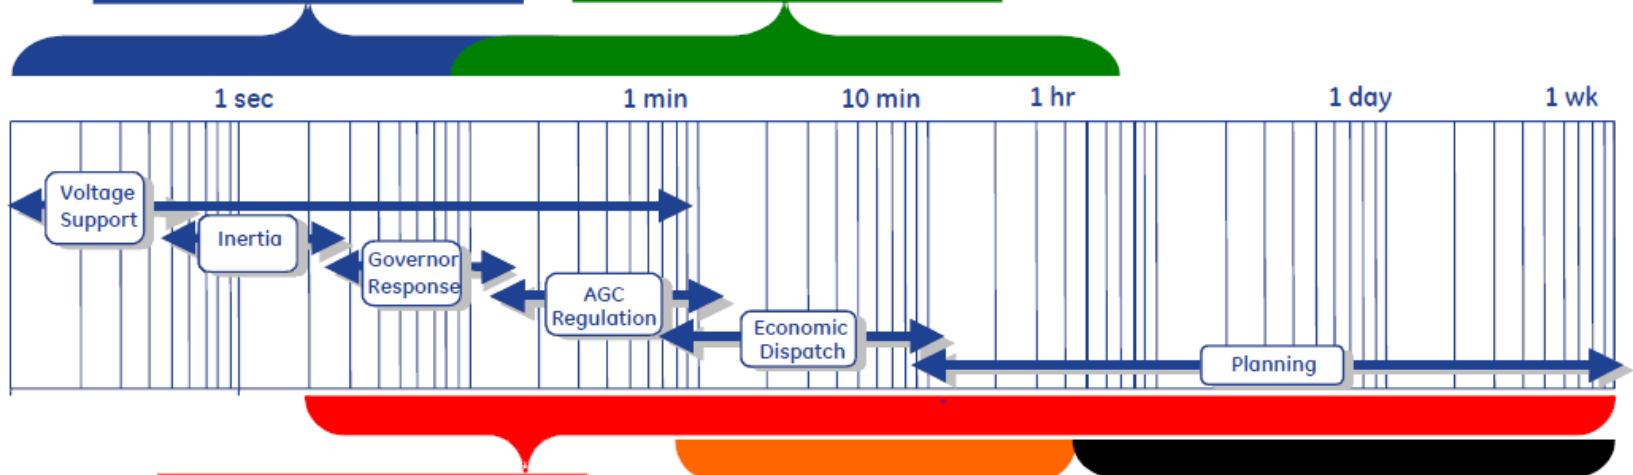 1 sec 1 min 10 min 1 hr 1 day 1 wk
Voltage
Support
Inertia
Governor
Response
AGC
Regulation
Economic
Dispatch
Planning